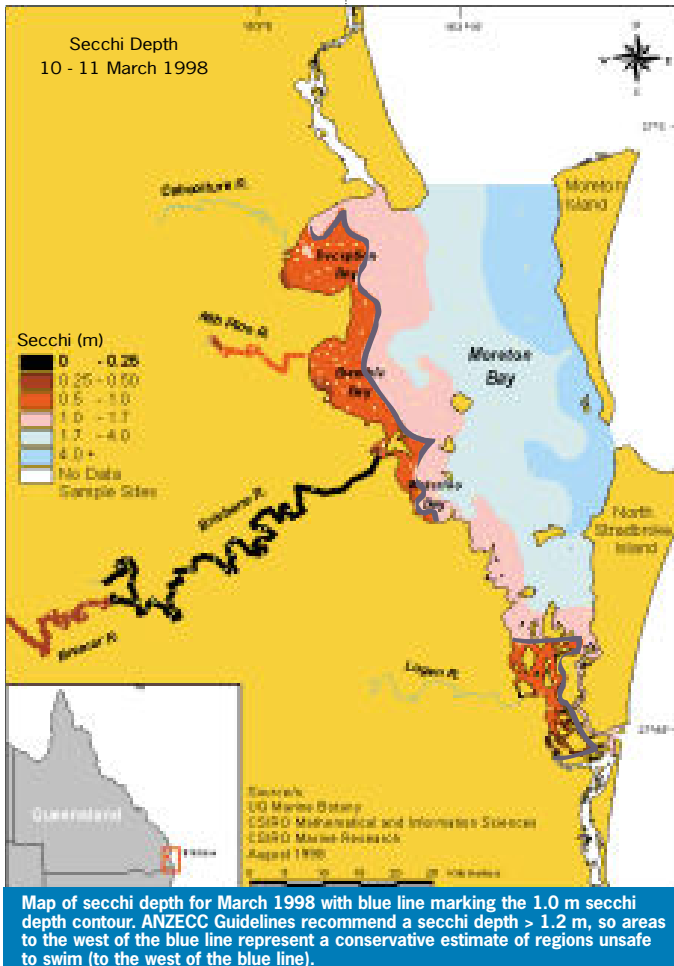 Secchi Depth
10 - 11 March 1998
Moreton
Island
Caboolture R.
Deception
Bay
Secchi (m)
0 - 0.25
0.25 - 0.50
0.5 - 1.0
1.0 - 1.7
1.7 - 4.0
4.0 +
No Data
Sample Sites
Pine R.
Moreton
Bay
Bramble
Bay
Waterloo
Bay
Brisbane R.
North
Stradbroke
Island
Bremer R.
Logan R.
Queensland
Source/s
UQ Marine Botany
CSIRO Mathematical and Information Sciences
CSIRO Marine Research
August 1998
Map of secchi depth for March 1998 with blue line marking the 1.0 m secchi
depth contour. ANZECC Guidelines recommend a secchi depth > 1.2 m, so areas
to the west of the blue line represent a conservative estimate of regions unsafe
to swim (to the west of the blue line).